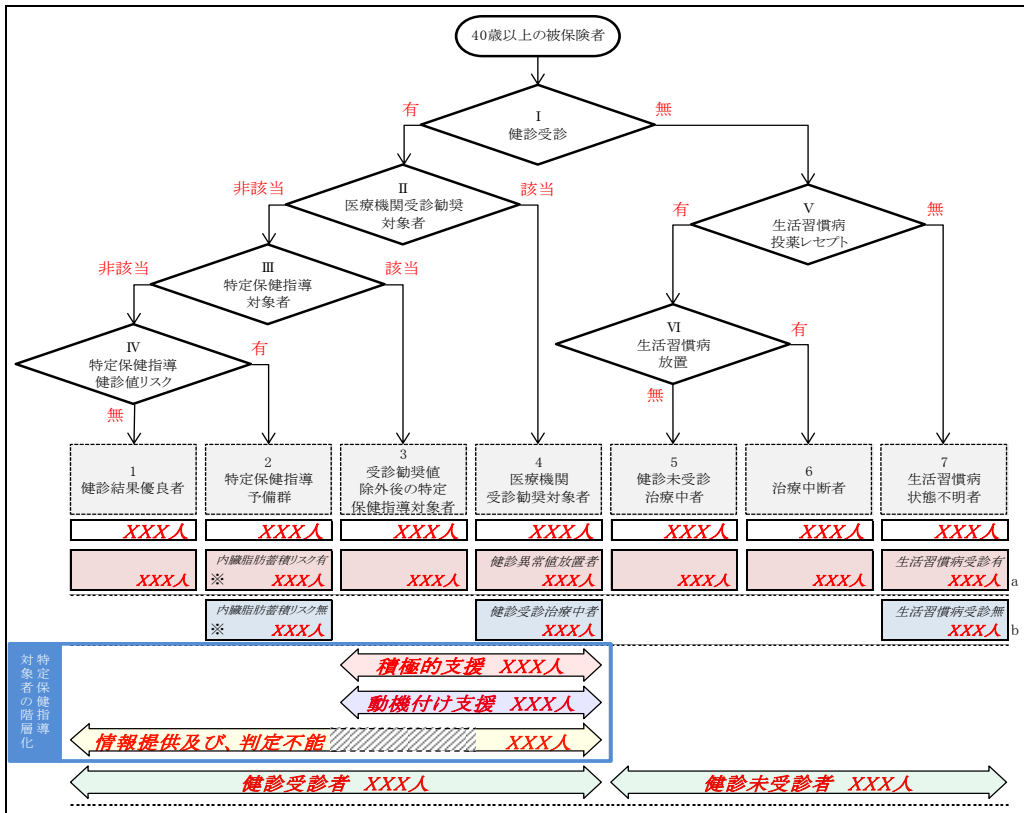 40歳以上の被保険者
有
無
Ⅰ
健診受診
非該当
該当
Ⅱ
医療機関受診勧奨
対象者
有
無
Ⅴ
生活習慣病
投薬レセプト
非該当
該当
Ⅲ
特定保健指導
対象者
有
Ⅳ
特定保健指導
健診値リスク
無
有
Ⅵ
生活習慣病
放置
無
1
健診結果優良者
2
特定保健指導
予備群
3
受診勧奨値
除外後の特定
保健指導対象者
4
医療機関
受診勧奨対象者
5
健診未受診
治療中者
6
治療中断者
7
生活習慣病
状態不明者
XXX人
XXX人
XXX人
XXX人
XXX人
XXX人
XXX人
XXX人
内臓脂肪蓄積リスク有
※ XXX人
XXX人
健診異常値放置者
XXX人
XXX人
XXX人
生活習慣病受診有
XXX人
a
内臓脂肪蓄積リスク無
※ XXX人
健診受診治療中者
XXX人
生活習慣病受診無
XXX人
b
特定保健指導
対象者の階層化
積極的支援 XXX人
動機付け支援 XXX人
情報提供及び、判定不能 XXX人
健診受診者 XXX人
健診未受診者 XXX人